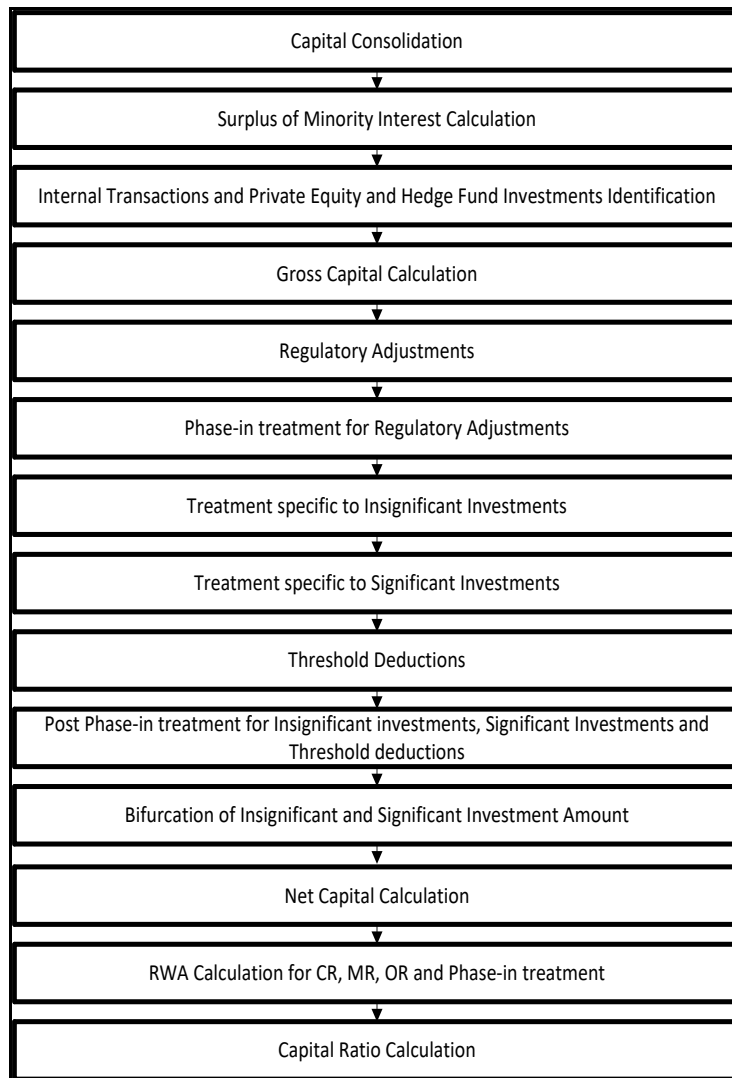 Capital Consolidation
Surplus of Minority Interest Calculation
Internal Transactions and Private Equity and Hedge Fund Investments Identification
Gross Capital Calculation
Regulatory Adjustments
Phase-in treatment for Regulatory Adjustments
Treatment specific to Insignificant Investments
Treatment specific to Significant Investments
Threshold Deductions
Post Phase-in treatment for Insignificant investments, Significant Investments and
Threshold deductions
Bifurcation of Insignificant and Significant Investment Amount
Net Capital Calculation
RWA Calculation for CR, MR, OR and Phase-in treatment
Capital Ratio Calculation